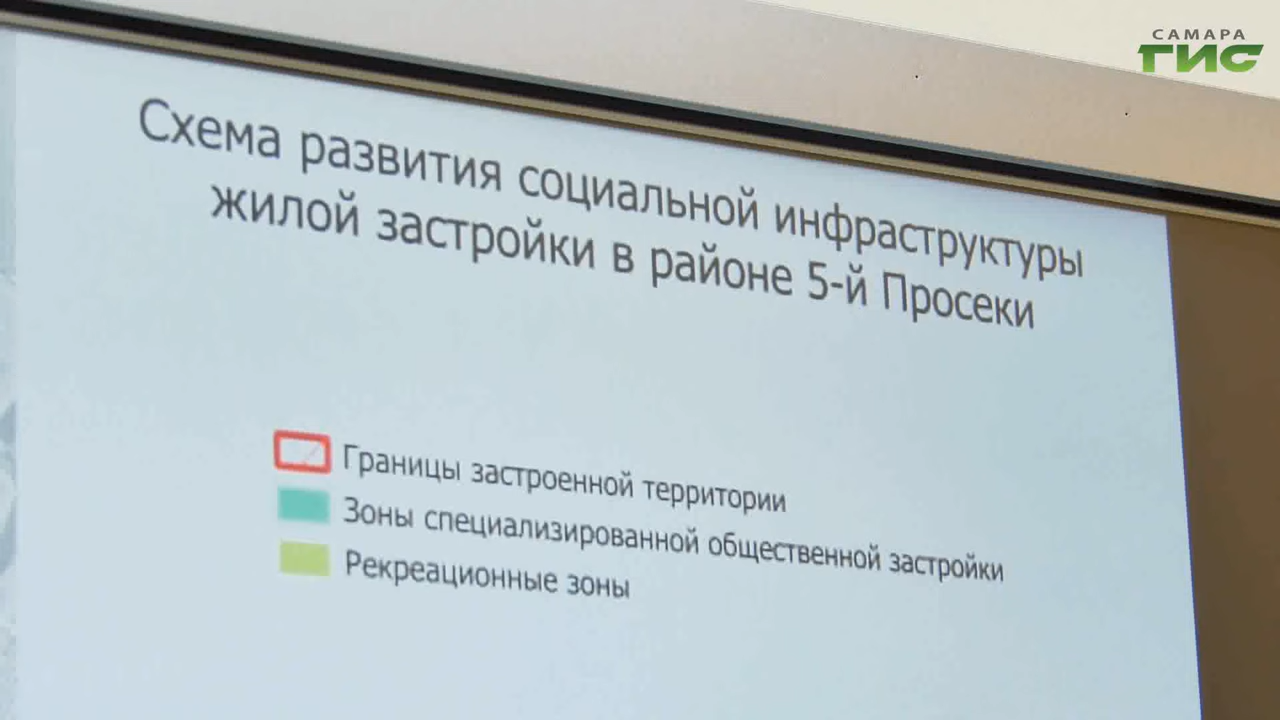 САМАРА
ГИС
Схема развития социальной инфраструктуры
жилой застройки в районе 5-й Просеки
Границы застроенной территории
Зоны специализированной общественной застройки
Рекреационные зоны